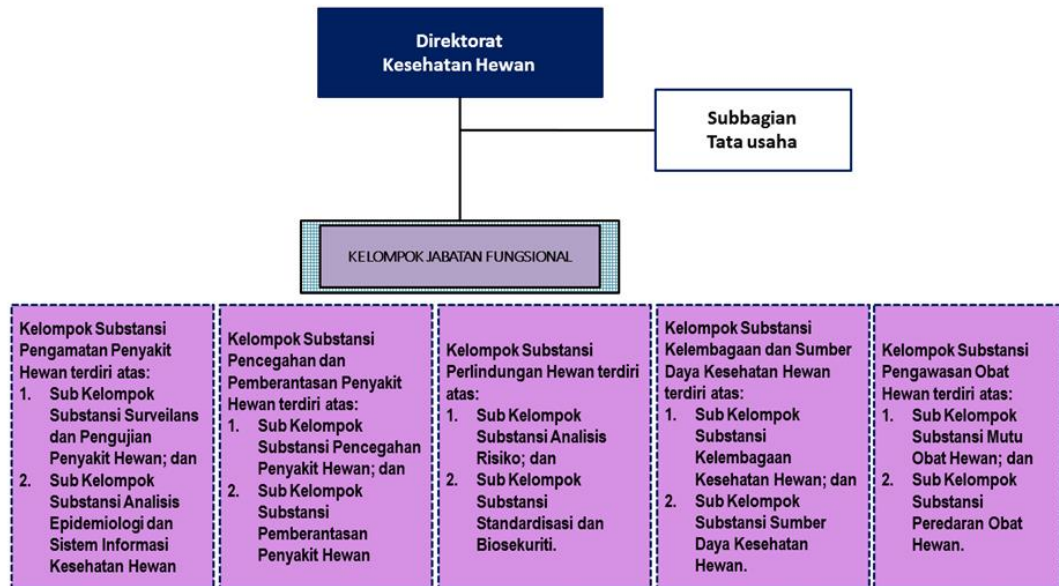 Direktorat
Kesehatan Hewan
Subbagian
Tata usaha
KELOMPOK JABATAN FUNGSIONAL
Kelompok Substansi
Pengamatan Penyakit
Hewan terdiri atas:
1. Sub Kelompok
Substansi Surveilans
dan Pengujian
Penyakit Hewan; dan
2. Sub Kelompok
Substansi Analisis
Epidemiologi dan
Sistem Informasi
Kesehatan Hewan
Kelompok Substansi
Pencegahan dan
Pemberantasan Penyakit
Hewan terdiri atas:
1. Sub Kelompok
Substansi Pencegahan
Penyakit Hewan; dan
2. Sub Kelompok
Substansi
Pemberantasan
Penyakit Hewan
Kelompok Substansi
Perlindungan Hewan terdiri
atas:
1. Sub Kelompok
Substansi Analisis
Risiko; dan
2. Sub Kelompok
Substansi
Standardisasi dan
Biosekuriti.
Kelompok Substansi
Kelembagaan dan Sumber
Daya Kesehatan Hewan
terdiri atas:
1. Sub Kelompok
Substansi
Kelembagaan
Kesehatan Hewan; dan
2. Sub Kelompok
Substansi Sumber
Daya Kesehatan
Hewan.
Kelompok Substansi
Pengawasan Obat
Hewan terdiri atas:
1. Sub Kelompok
Substansi Mutu
Obat Hewan; dan
2. Sub Kelompok
Substansi
Peredaran Obat
Hewan.